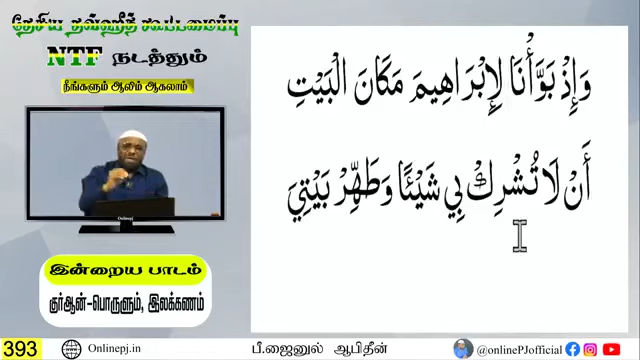 தேசிய தவ்ஹீத் கூட்டமைப்பு
NTF நடத்தும்
நீங்களும் ஆலிம் ஆகலாம்
Onlinepj
இன்றைய பாடம்
குர்ஆன்-பொருளும், இலக்கணம்
وَإِذْ بَوَّأْنَا لِإِبْرَاهِيمَ مَكَانَ الْبَيْتِ
أَنْ لَا تُشْرِكْ بِي شَيْئًا وَطَهِّرْ بَيْتِيَ
393 Onlinepj.in பீ.ஜைனுல் ஆபிதீன் @onlinePJofficial